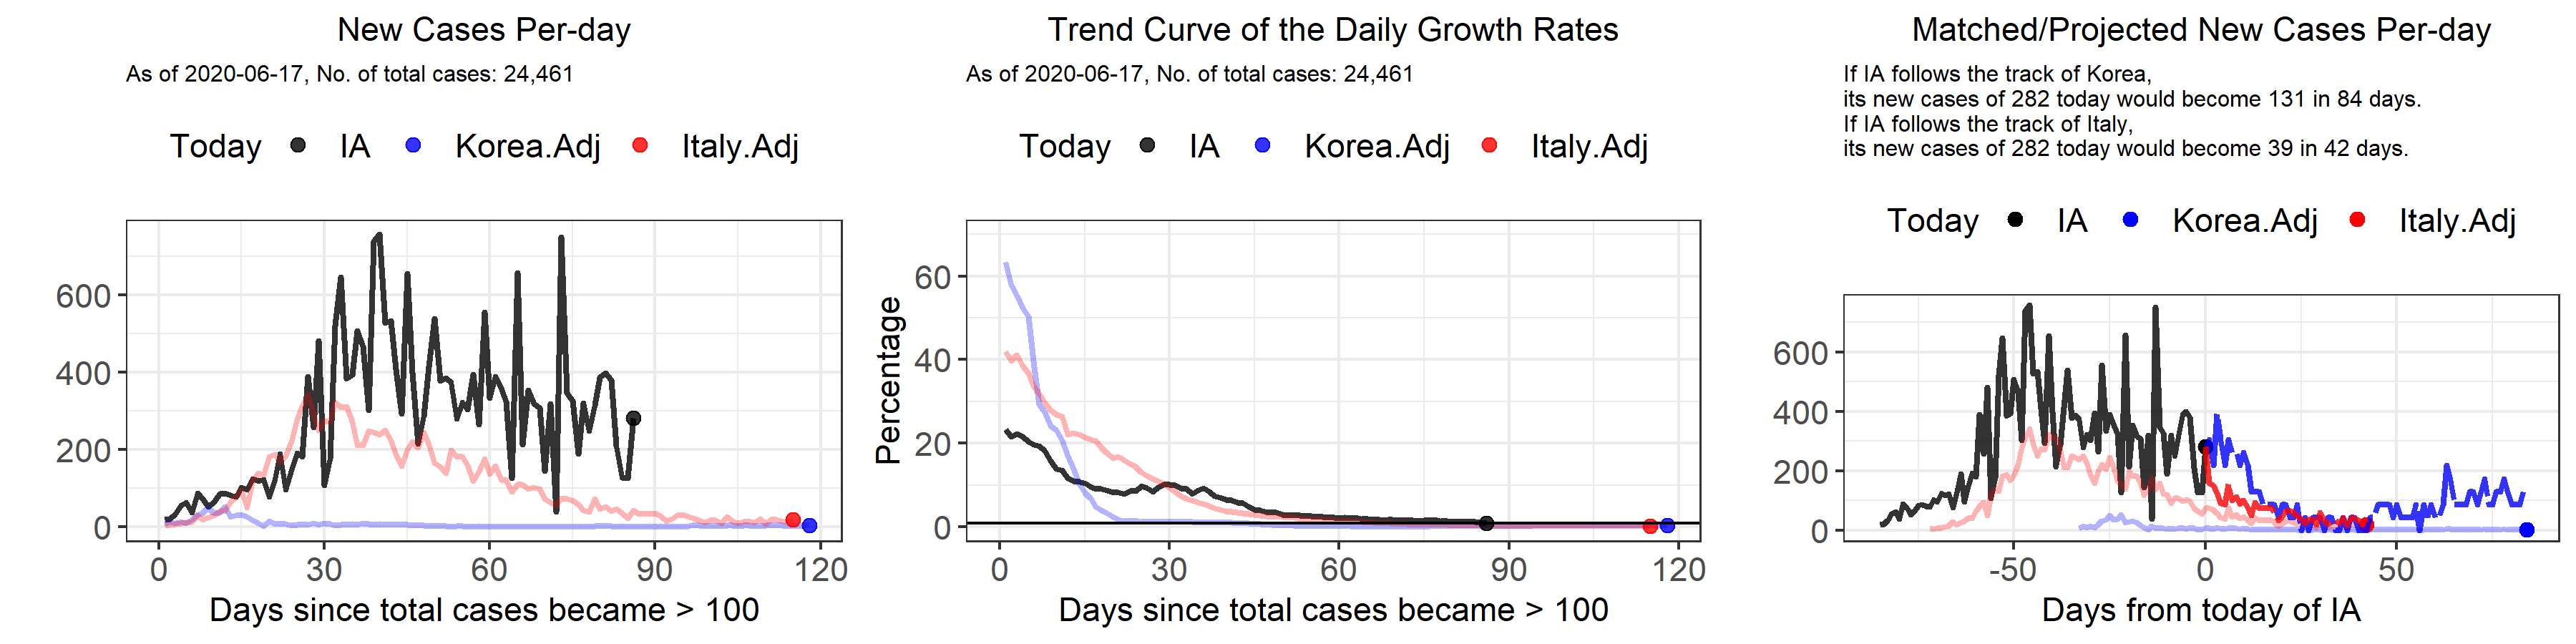 New Cases Per-day
As of 2020-06-17, No. of total cases: 24,461
Today IA Korea.Adj Italy.Adj
600
400
200
0
0 30 60 90 120
Days since total cases became > 100
Trend Curve of the Daily Growth Rates
As of 2020-06-17, No. of total cases: 24,461
Today IA Korea.Adj Italy.Adj
Percentage
60
40
20
0
0 30 60 90 120
Days since total cases became > 100
Matched/Projected New Cases Per-day
If IA follows the track of Korea,
its new cases of 282 today would become 131 in 84 days.
If IA follows the track of Italy,
its new cases of 282 today would become 39 in 42 days.
Today IA Korea.Adj Italy.Adj
600
400
200
0
-50 0 50
Days from today of IA